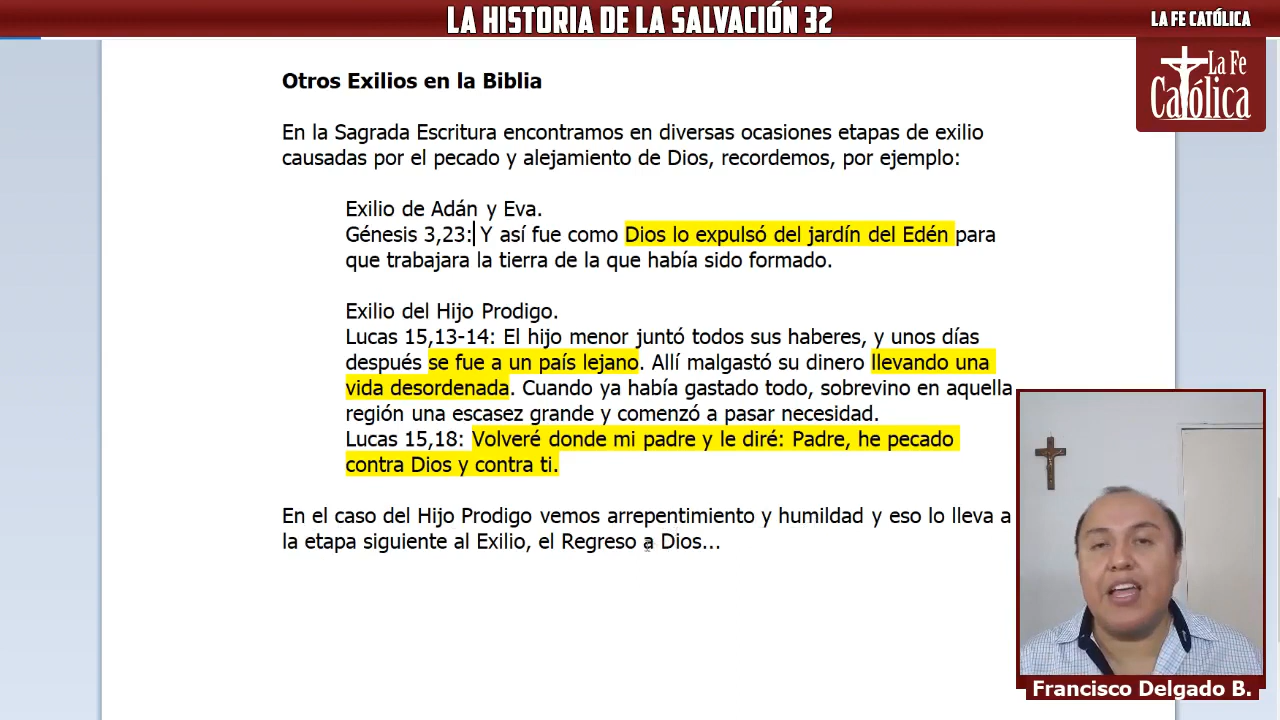 LA HISTORIA DE LA SALVACIÓN 32
LA FE CATÓLICA
La Fe
Católica
Otros Exilios en la Biblia
En la Sagrada Escritura encontramos en diversas ocasiones etapas de exilio
causadas por el pecado y alejamiento de Dios, recordemos, por ejemplo:
Exilio de Adán y Eva.
Génesis 3,23: Y así fue como Dios lo expulsó del jardín del Edén para
que trabajara la tierra de la que había sido formado.
Exilio del Hijo Prodigo.
Lucas 15,13-14: El hijo menor juntó todos sus haberes, y unos días
después se fue a un país lejano. Allí malgastó su dinero llevando una
vida desordenada. Cuando ya había gastado todo, sobrevino en aquella
región una escasez grande y comenzó a pasar necesidad.
Lucas 15,18: Volveré donde mi padre y le diré: Padre, he pecado
contra Dios y contra ti.
En el caso del Hijo Prodigo vemos arrepentimiento y humildad y eso lo lleva a
la etapa siguiente al Exilio, el Regreso a Dios...
Francisco Delgado B.